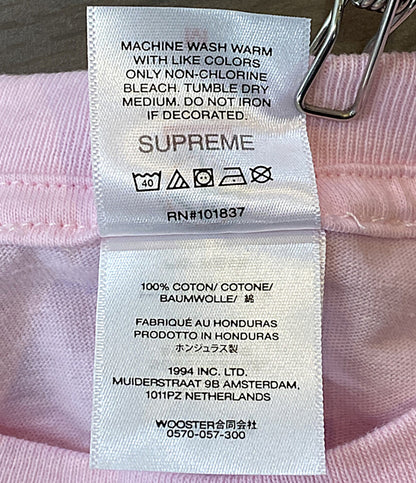 MACHINE WASH WARM
WITH LIKE COLORS
ONLY NON-CHLORINE
BLEACH. TUMBLE DRY
MEDIUM. DO NOT IRON
IF DECORATED.
SUPREME
40
RN#101837
100% COTON/ COTONE/
BAUMWOLLE/ 綿
FABRIQUÉ AU HONDURAS
PRODOTTO IN HONDURAS
ホンジュラス製
1994 INC. LTD.
MUIDERSTRAAT 9B AMSTERDAM,
1011PZ NETHERLANDS
WOOSTER合同会社
0570-057-300